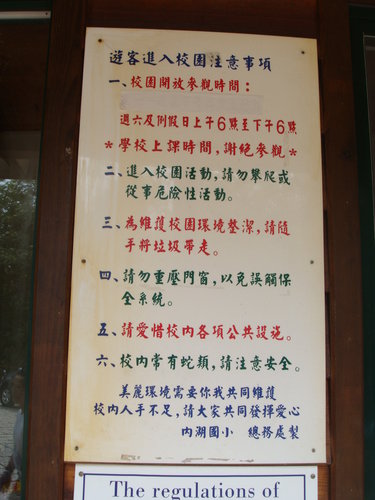 遊客進入校園注意事項
一、校園開放參觀時間：
週六及例假日上午6點至下午6點
*學校上課時間，謝絕參觀*
二、進入校園活動，請勿攀爬或
從事危險性活動。
三、為維護校園環境整潔，請隨
手將垃圾帶走。
四、請勿重壓門窗，以免誤觸保
全系統。
五、請愛惜校內各項公共設施。
六、校內常有蛇類，請注意安全。
美麗環境需要你我共同維護
校內人手不足，請大家共同發揮愛心
內湖國小 總務處製
The regulations of